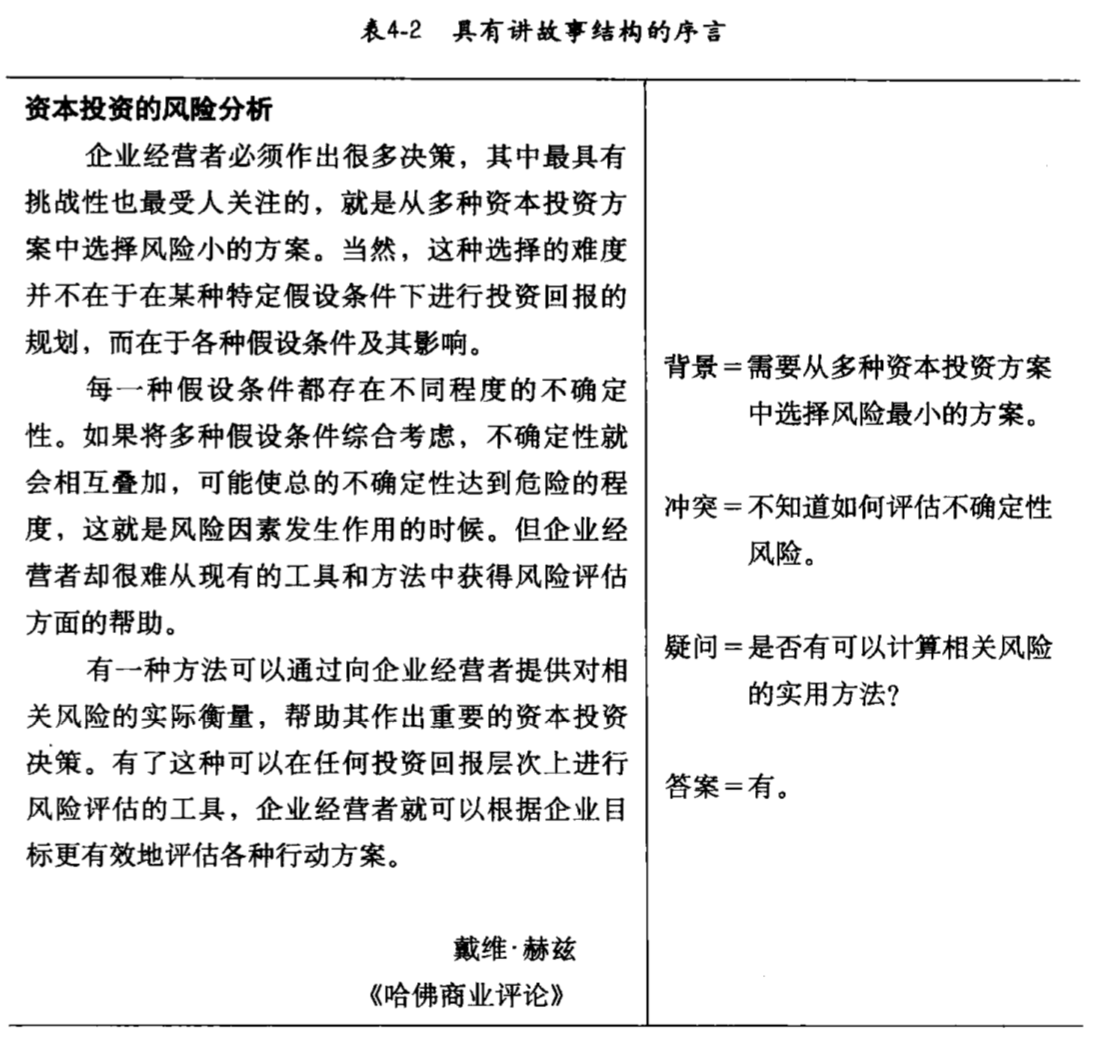 表4-2 具有讲故事结构的序言
资本投资的风险分析
企业经营者必须作出很多决策，其中最具有
挑战性也最受人关注的，就是从多种资本投资方
案中选择风险小的方案。当然，这种选择的难度
并不在于在某种特定假设条件下进行投资回报的
规划，而在于各种假设条件及其影响。
每一种假设条件都存在不同程度的不确定
性。如果将多种假设条件综合考虑，不确定性就
会相互叠加，可能使总的不确定性达到危险的程
度，这就是风险因素发生作用的时候。但企业经
营者却很难从现有的工具和方法中获得风险评估
方面的帮助。
有一种方法可以通过向企业经营者提供对相
关风险的实际衡量，帮助其作出重要的资本投资
决策。有了这种可以在任何投资回报层次上进行
风险评估的工具，企业经营者就可以根据企业目
标更有效地评估各种行动方案。
戴维·赫兹
《哈佛商业评论》
背景＝需要从多种资本投资方案
中选择风险最小的方案。
冲突＝不知道如何评估不确定性
风险。
疑问＝是否有可以计算相关风险
的实用方法？
答案＝有。